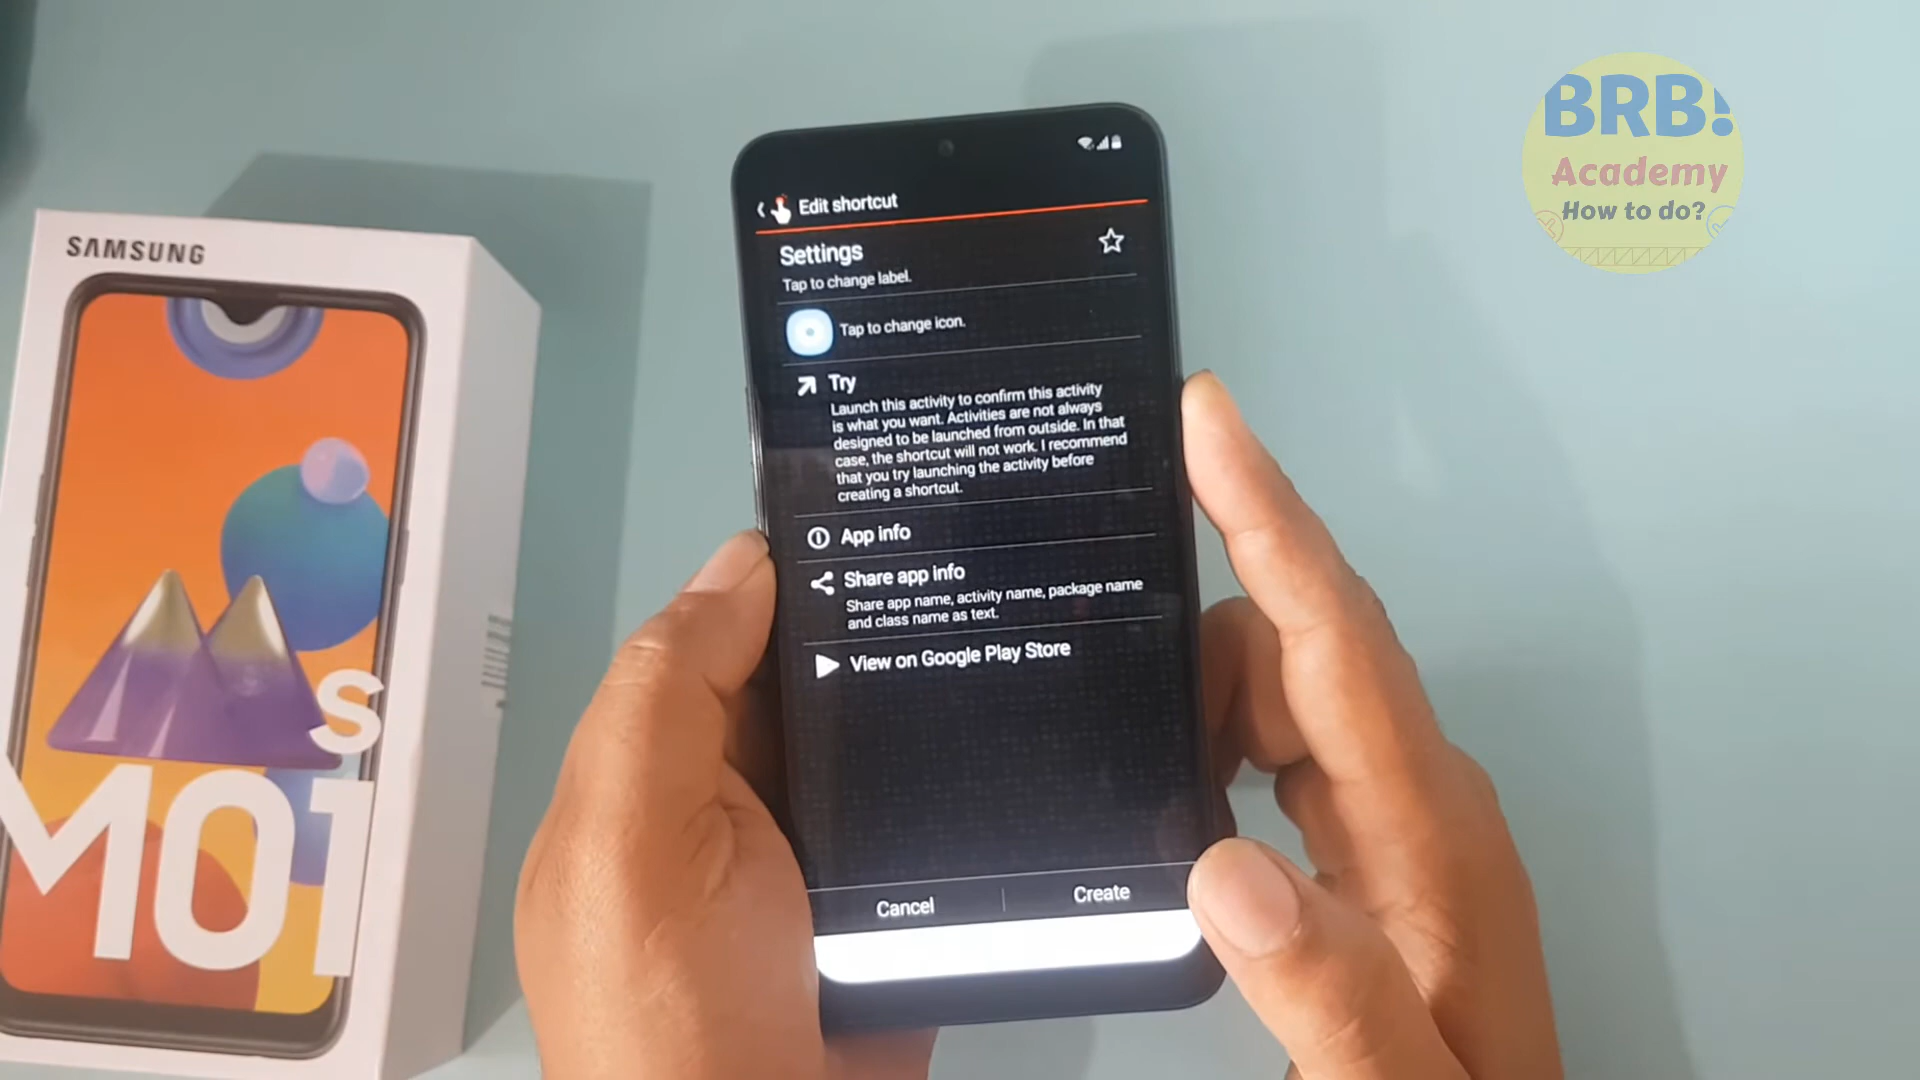 SAMSUNG
s
M01
Edit shortcut
Settings
Tap to change label.
Tap to change icon.
Try
Launch this activity to confirm this activity
is what you want. Activities are not always
designed to be launched from outside. In that
case, the shortcut will not work. I recommend
that you try launching the activity before
creating a shortcut.
App info
Share app info
Share app name, activity name, package name
and class name as text.
View on Google Play Store
Cancel
Create
BRB!
Academy
How to do?